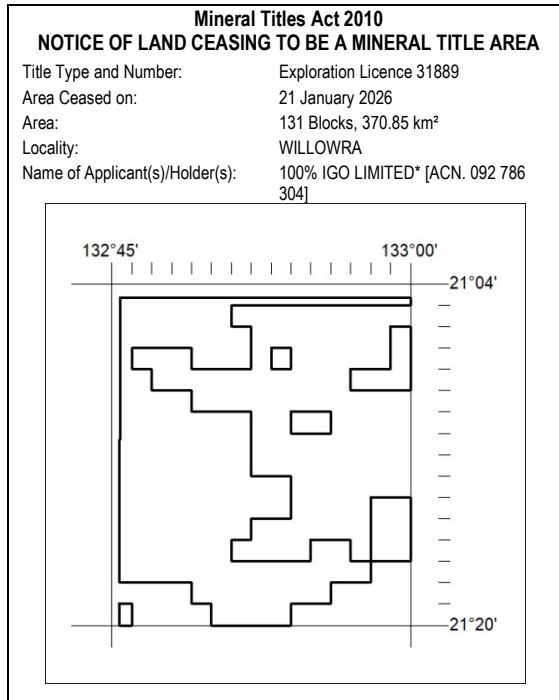 Mineral Titles Act 2010
NOTICE OF LAND CEASING TO BE A MINERAL TITLE AREA
Title Type and Number: Exploration Licence 31889
Area Ceased on: 21 January 2026
Area: 131 Blocks, 370.85 km²
Locality: WILLOWRA
Name of Applicant(s)/Holder(s): 100% IGO LIMITED* [ACN. 092 786
304]
132°45' 133°00'
21°04'
21°20'